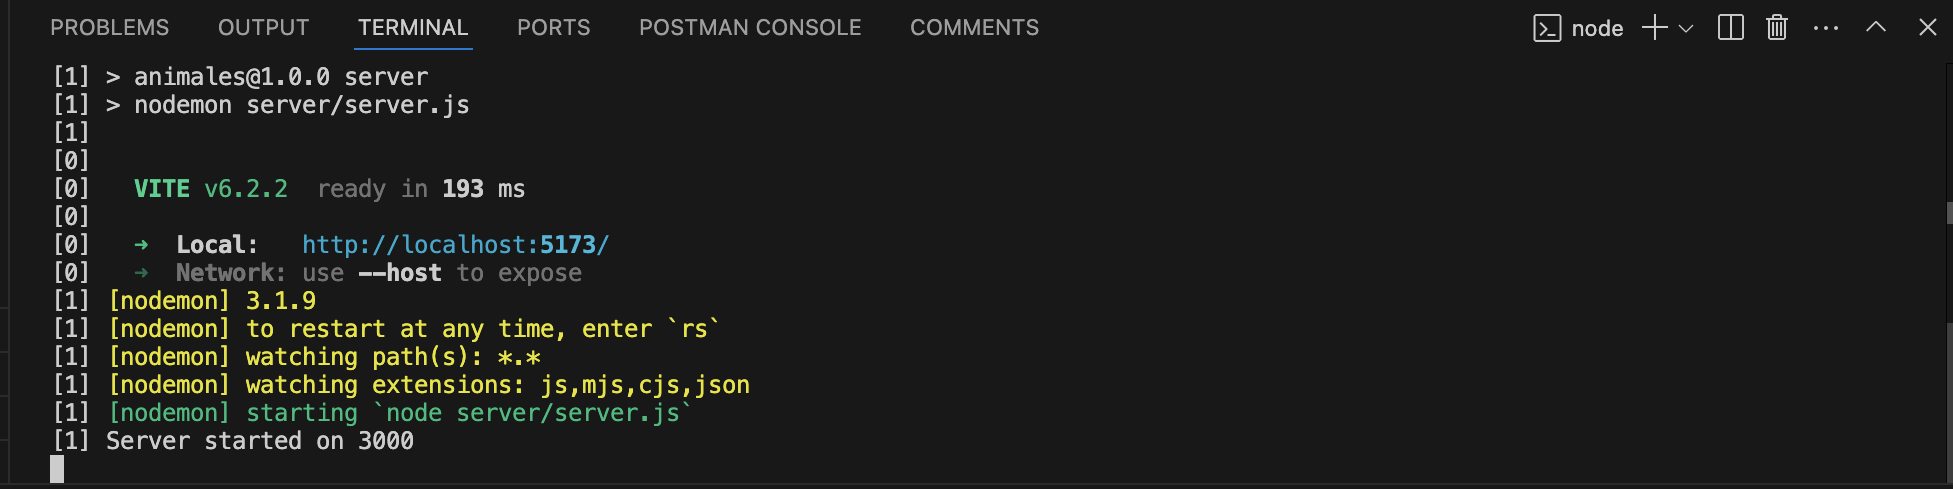 PROBLEMS OUTPUT TERMINAL PORTS POSTMAN CONSOLE COMMENTS node
[1] > animales@1.0.0 server
[1] > nodemon server/server.js
[1]
[0]
[0]   VITE v6.2.2  ready in 193 ms
[0]
[0]   ➜  Local:   http://localhost:5173/
[0]   ➜  Network: use --host to expose
[1] [nodemon] 3.1.9
[1] [nodemon] to restart at any time, enter `rs`
[1] [nodemon] watching path(s): *.*
[1] [nodemon] watching extensions: js,mjs,cjs,json
[1] [nodemon] starting `node server/server.js`
[1] Server started on 3000